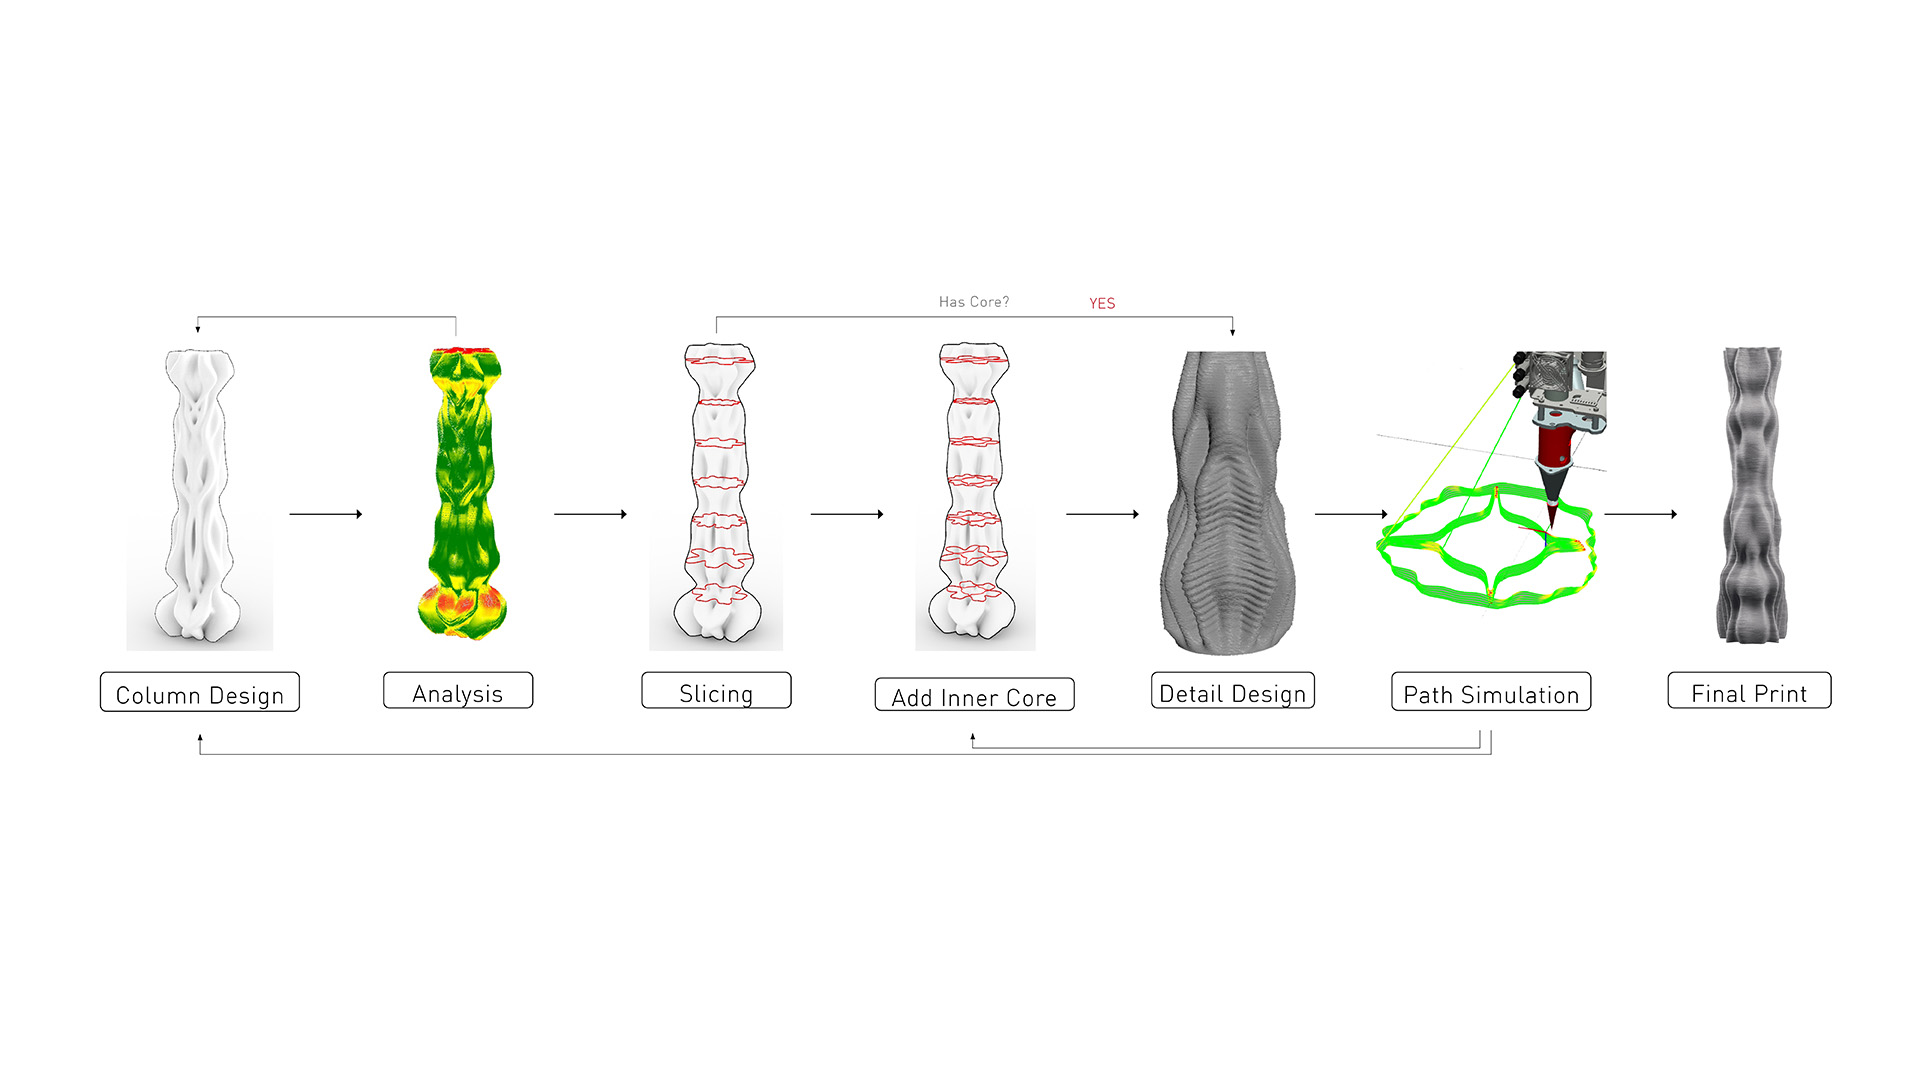 Has Core? YES
Column Design
Analysis
Slicing
Add Inner Core
Detail Design
Path Simulation
Final Print